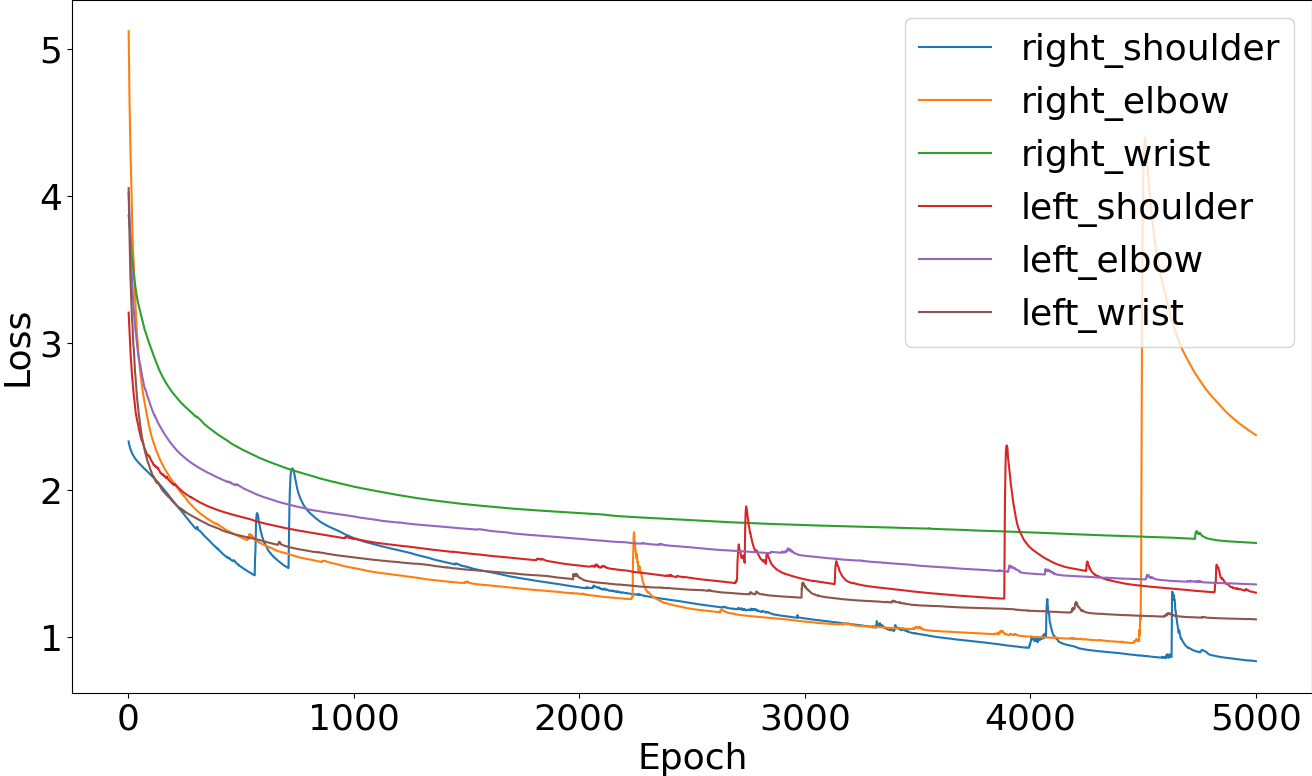 5
4
3
2
1
Loss
right_shoulder
right_elbow
right_wrist
left_shoulder
left_elbow
left_wrist
0 1000 2000 3000 4000 5000
Epoch